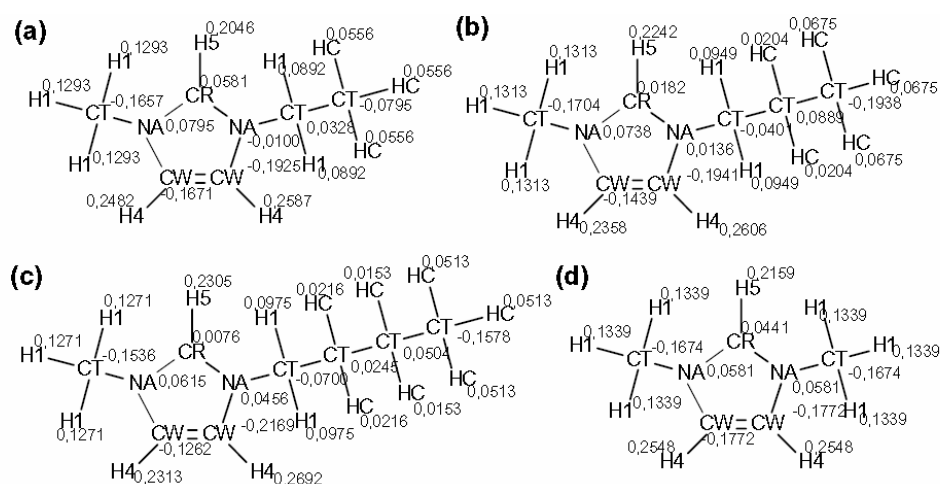 (a)
0,2046
H5
0,1293
H1
0,1293
H1
CT -0,1657
CR 0,0581
0,0892
H1
HC 0,0556
HC 0,0556
CT -0,0795
CT 0,0328
HC 0,0556
NA 0,0795
NA -0,0100
H1 0,1293
H1 0,0892
CW=CW -0,1925
-0,1671
0,2482
H4
H4 0,2587
(b)
0,2242
H5
0,1313
H1
0,1313
H1
CT -0,1704
CR 0,0182
0,0949
H1
0,0204
HC
0,0675
HC
HC 0,0675
CT -0,1938
CT 0,0889
CT -0,0401
NA 0,0738
NA 0,0136
HC 0,0675
HC 0,0204
H1 0,0949
H1
0,1313
CW=CW -0,1941
-0,1439
H4 0,2358
H4 0,2606
(c)
0,2305
H5
0,1271
H1
0,1271
H1
CT -0,1536
CR 0,0076
0,0975
H1
0,0216
HC
0,0153
HC
0,0513
HC
HC 0,0513
CT -0,1578
CT 0,0504
CT 0,0245
CT -0,0700
NA 0,0615
NA 0,0456
HC 0,0513
HC 0,0153
HC 0,0216
H1 0,0975
H1
0,1271
CW=CW -0,2169
-0,1262
H4 0,2313
H4 0,2692
(d)
0,2159
H5
0,1339
H1
0,1339
H1
CT -0,1674
CR 0,0441
0,1339
H1
H1 0,1339
CT -0,1674
NA 0,0581
NA 0,0581
H1 0,1339
H1 0,1339
CW=CW -0,1772
-0,1772
0,2548
H4
0,2548
H4